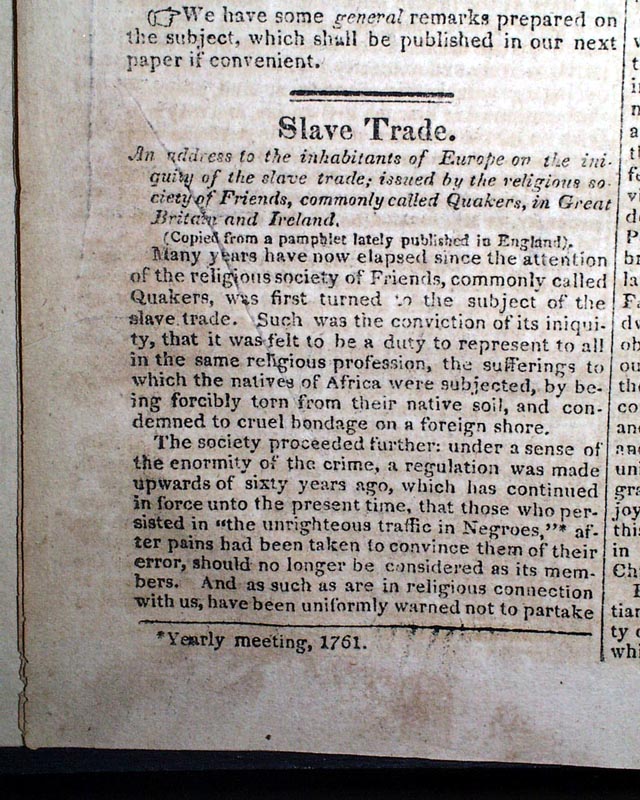 ☞We have some general remarks prepared on
the subject, which shall be published in our next
paper if convenient.
Slave Trade.
An address to the inhabitants of Europe on the ini-
quity of the slave trade; issued by the religious so-
ciety of Friends, commonly called Quakers, in Great
Britain and Ireland.
(Copied from a pamphlet lately published in England).
Many years have now elapsed since the attention
of the religious society of Friends, commonly called
Quakers, was first turned to the subject of the
slave trade. Such was the conviction of its iniqui-
ty, that it was felt to be a duty to represent to all
in the same religious profession, the sufferings to
which the natives of Africa were subjected, by be-
ing forcibly torn from their native soil, and con-
demned to cruel bondage on a foreign shore.
The society proceeded further: under a sense of
the enormity of the crime, a regulation was made
upwards of sixty years ago, which has continued
in force unto the present time, that those who per-
sisted in "the unrighteous traffic in Negroes,"* af-
ter pains had been taken to convince them of their
error, should no longer be considered as its mem-
bers. And as such as are in religious connection
with us, have been uniformly warned not to partake
*Yearly meeting, 1761.